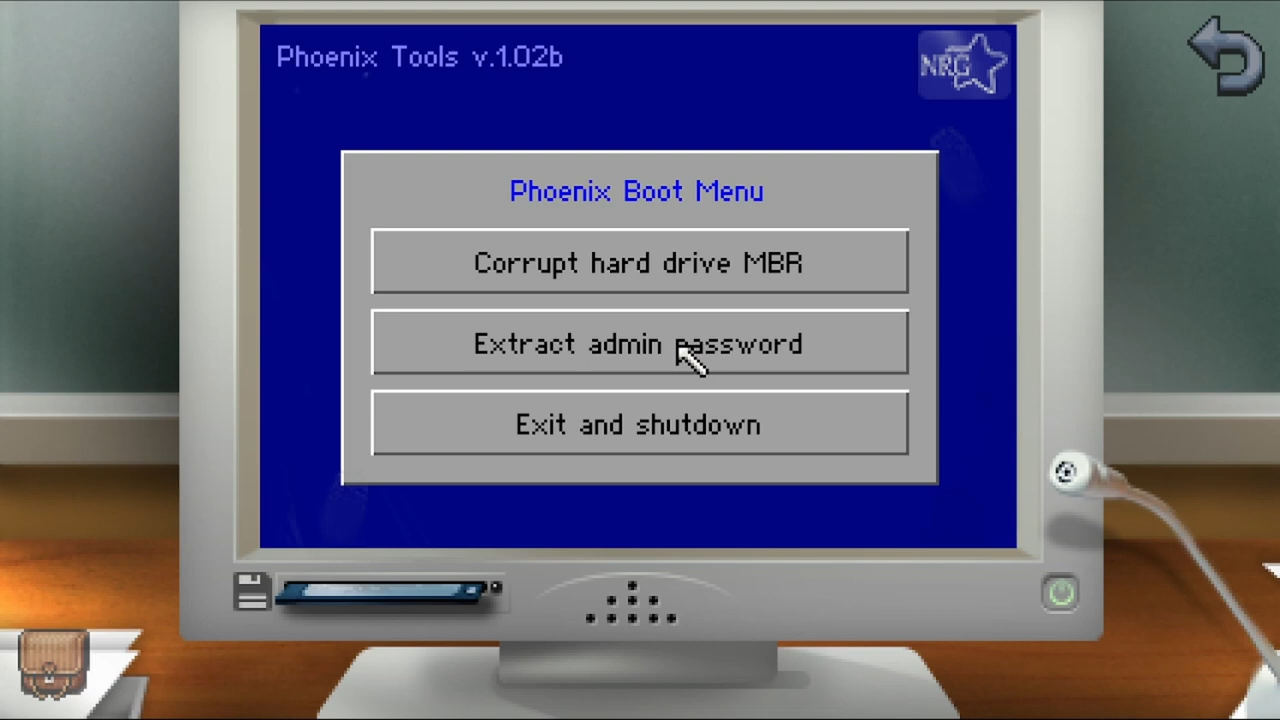 Phoenix Tools v.1.02b
NRG
Phoenix Boot Menu
Corrupt hard drive MBR
Extract admin password
Exit and shutdown